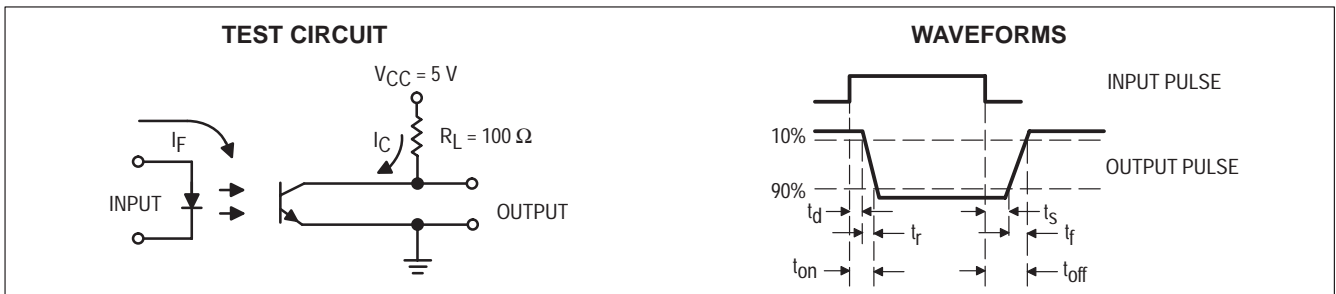 TEST CIRCUIT
VCC = 5 V
IF
IC
RL = 100 Ω
INPUT
OUTPUT
WAVEFORMS
INPUT PULSE
10%
OUTPUT PULSE
90%
td
ts
tr
tf
ton
toff